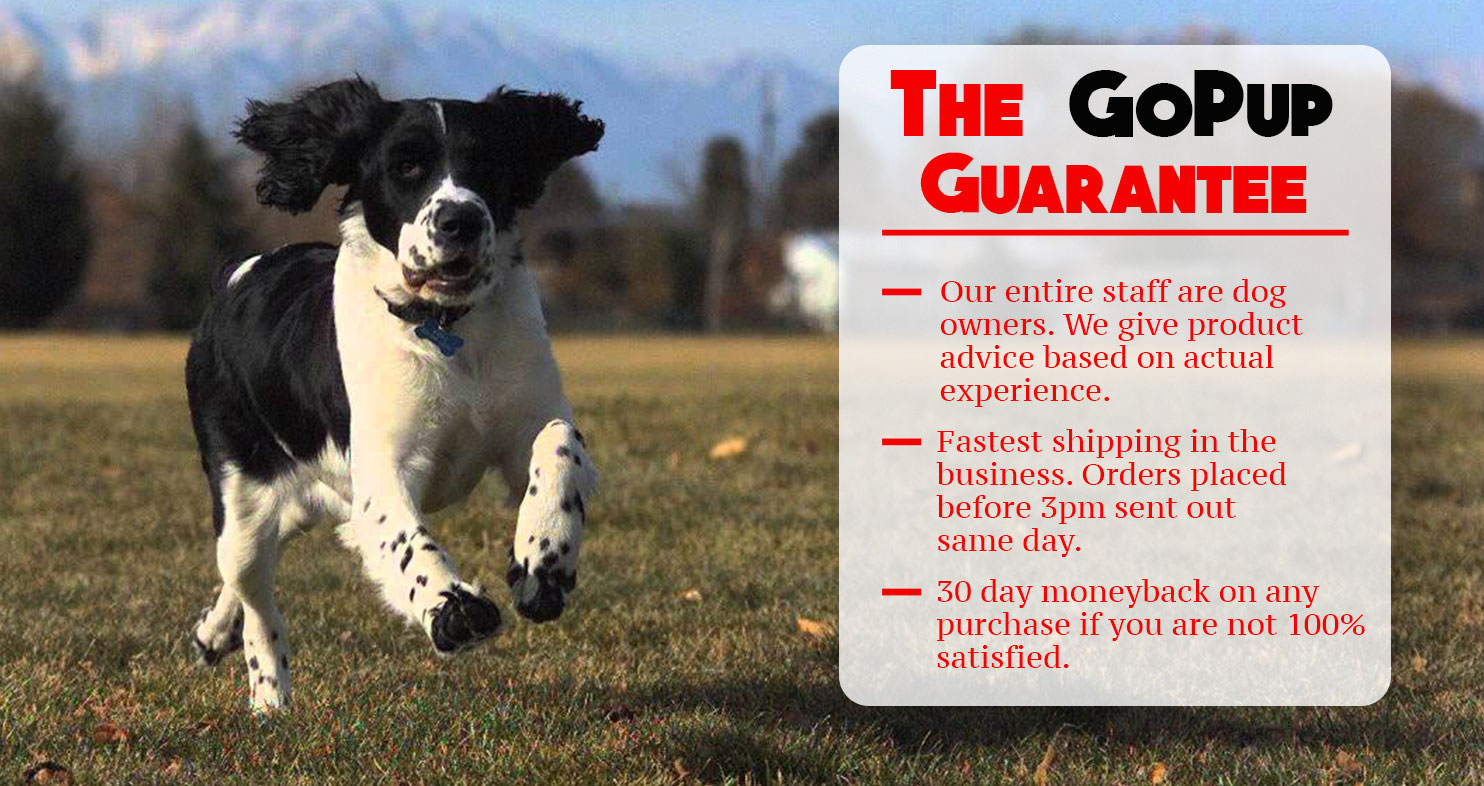 The GoPup
Guarantee
Our entire staff are dog
owners. We give product
advice based on actual
experience.
Fastest shipping in the
business. Orders placed
before 3pm sent out
same day.
30 day moneyback on any
purchase if you are not 100%
satisfied.